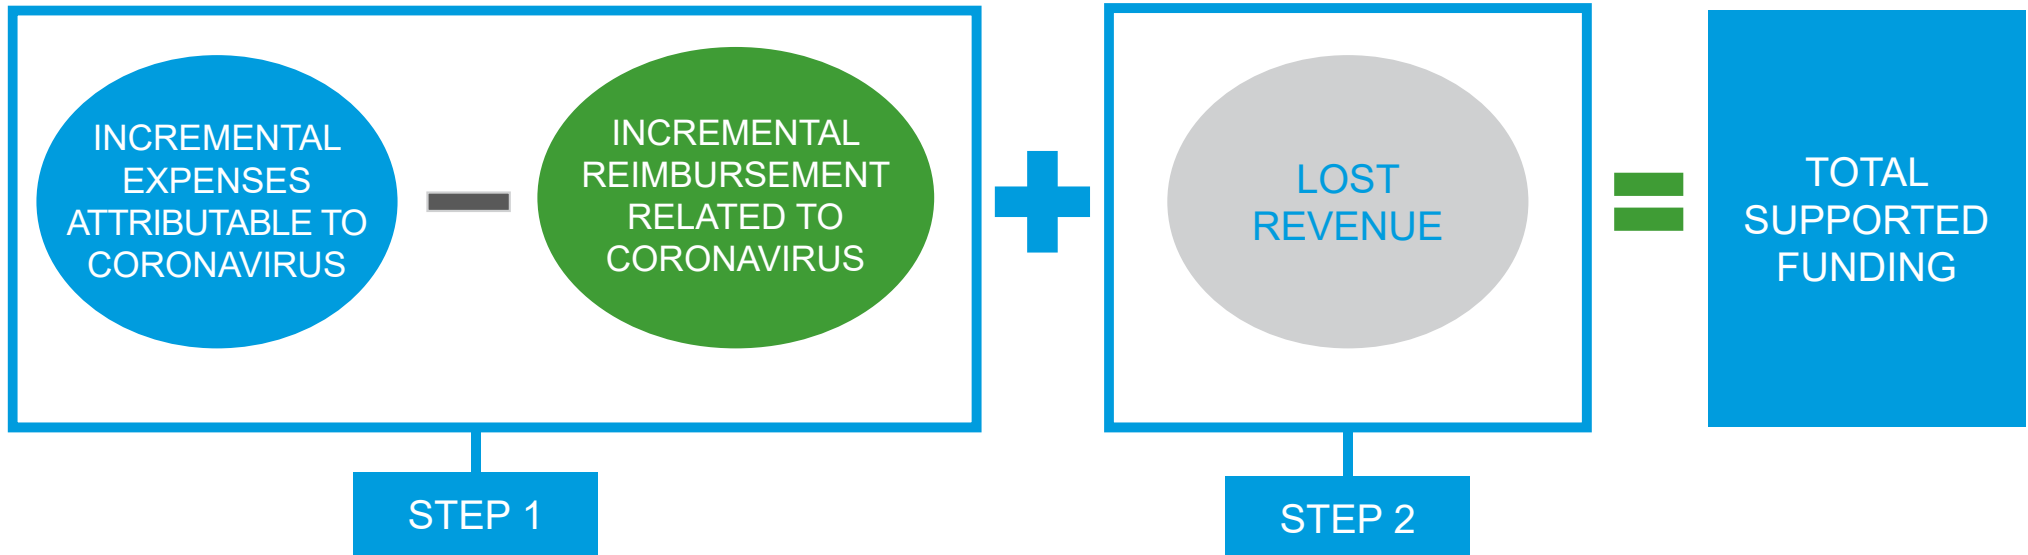 INCREMENTAL
EXPENSES
ATTRIBUTABLE TO
CORONAVIRUS
INCREMENTAL
REIMBURSEMENT
RELATED TO
CORONAVIRUS
LOST
REVENUE
TOTAL
SUPPORTED
FUNDING
STEP 1
STEP 2